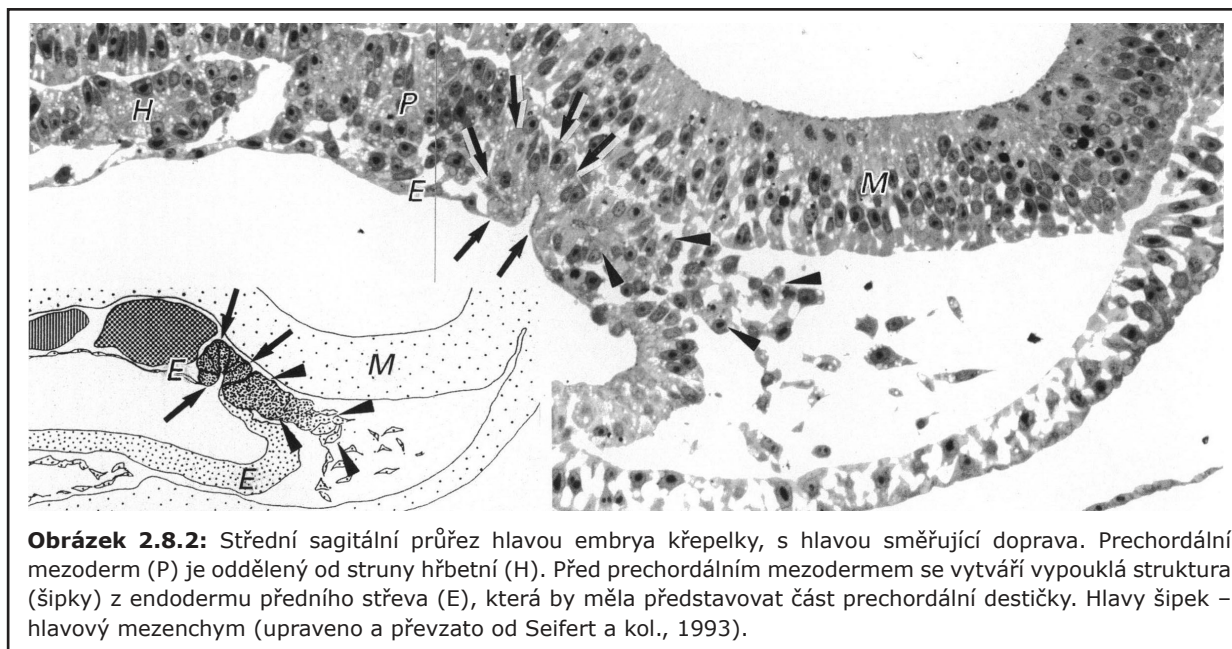 H
P
E
M
E
M
E
Obrázek 2.8.2: Střední sagitální průřez hlavou embrya křepelky, s hlavou směřující doprava. Prechordální
mezoderm (P) je oddělený od struny hřbetní (H). Před prechordálním mezodermem se vytváří vypouklá struktura
(šipky) z endodermu předního střeva (E), která by měla představovat část prechordální destičky. Hlavy šipek –
hlavový mezenchym (upraveno a převzato od Seifert a kol., 1993).